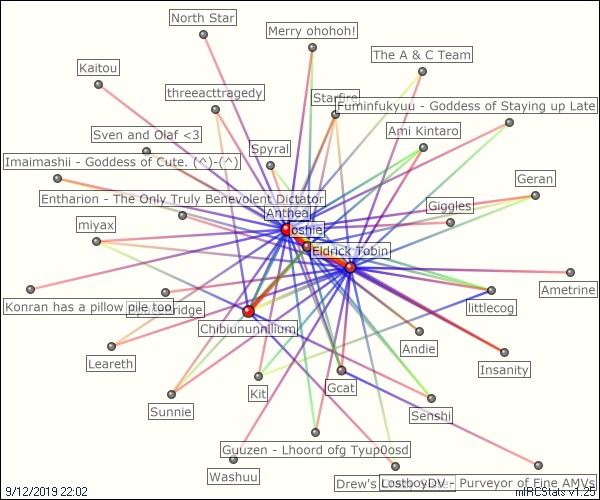 North Star
Merry ohohoh!
The A & C Team
Kaitou
threeacttragedy
Starfire
Fuminfukyuu - Goddess of Staying up Late
Sven and Olaf <3
Ami Kintaro
Spyral
Imaimashii - Goddess of Cute. (^)-(^)
Geran
Entharion - The Only Truly Benevolent Dictator
Giggles
Anthea
miyax
oshie
Eldrick Tobin
Ametrine
Konran has a pillow pile too
bridge
littlecog
Chibiusa
Andie
Leareth
Insanity
Gcat
Kit
Sunnie
Senshi
Guuzen - Lhoord ofg Tyup0osd
Washuu
Drew's
LostboyDV - Purveyor of Fine AMVs
9/12/2019 22:02
mIRCStats v1.25